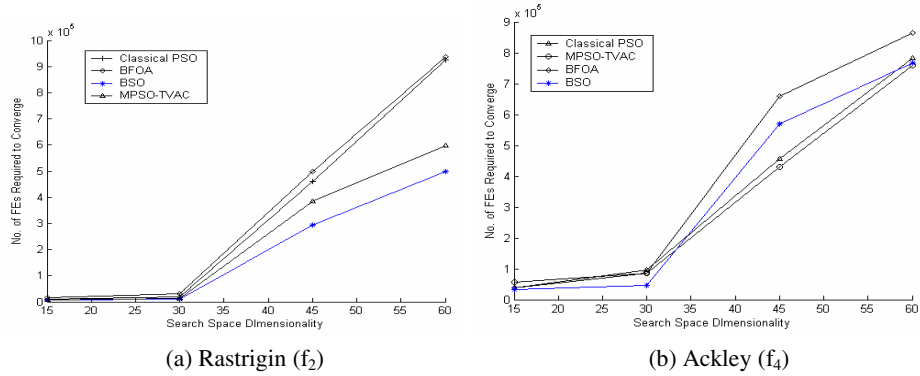 × 10^5
10
9
8
7
6
5
4
3
2
1
0
No. of FEs Required to Converge
Classical PSO
BFOA
BSO
MPSO-TVAC
15 20 25 30 35 40 45 50 55 60
Search Space DImensionality
(a) Rastrigin (f₂)
× 10^5
9
8
7
6
5
4
3
2
1
0
No. of FEs Required to Converge
Classical PSO
MPSO-TVAC
BFOA
BSO
15 20 25 30 35 40 45 50 55 60
Search Space DImensionality
(b) Ackley (f₄)